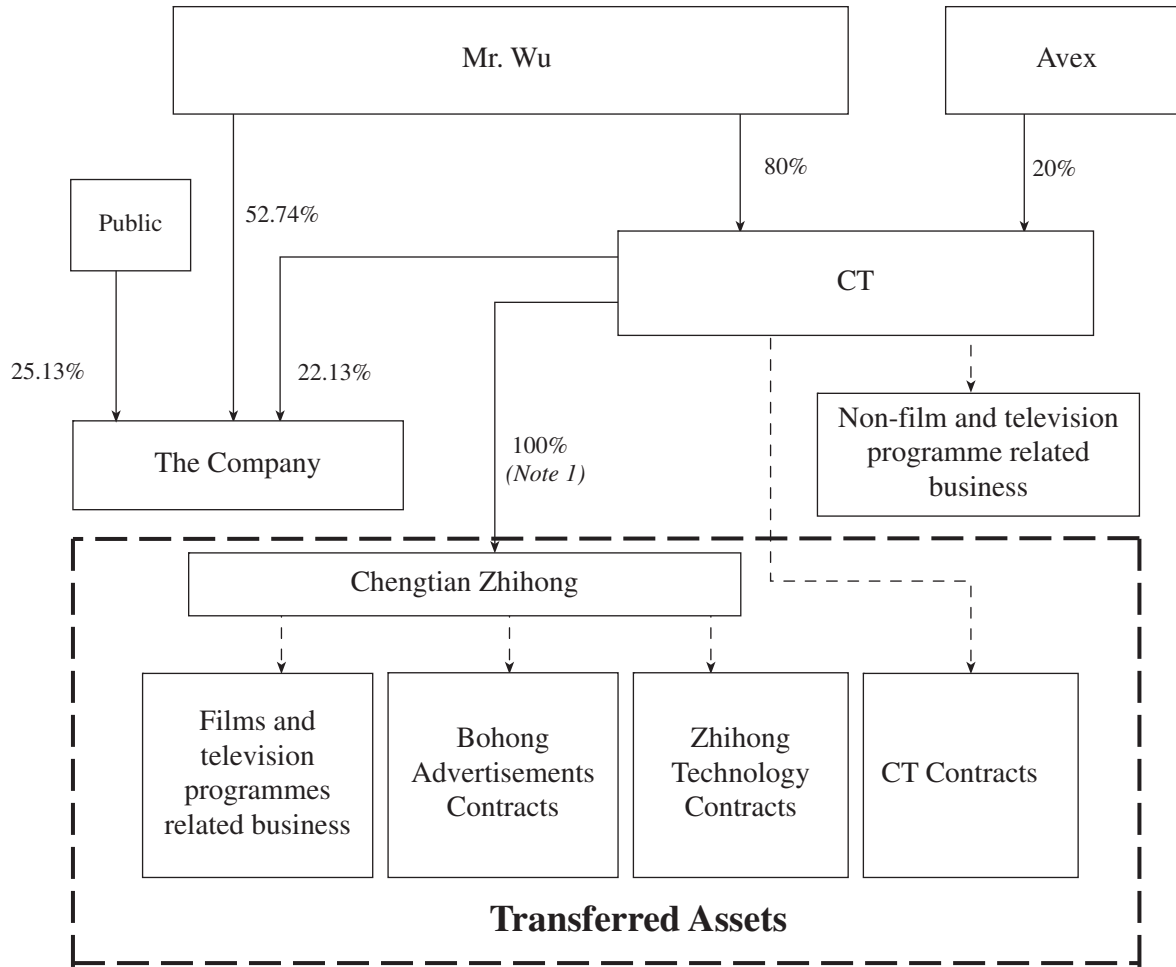 Mr. Wu
Avex
80%
20%
Public
52.74%
CT
25.13%
22.13%
The Company
100%
(Note 1)
Non-film and television
programme related
business
Chengtian Zhihong
Films and
television
programmes
related business
Bohong
Advertisements
Contracts
Zhihong
Technology
Contracts
CT Contracts
Transferred Assets